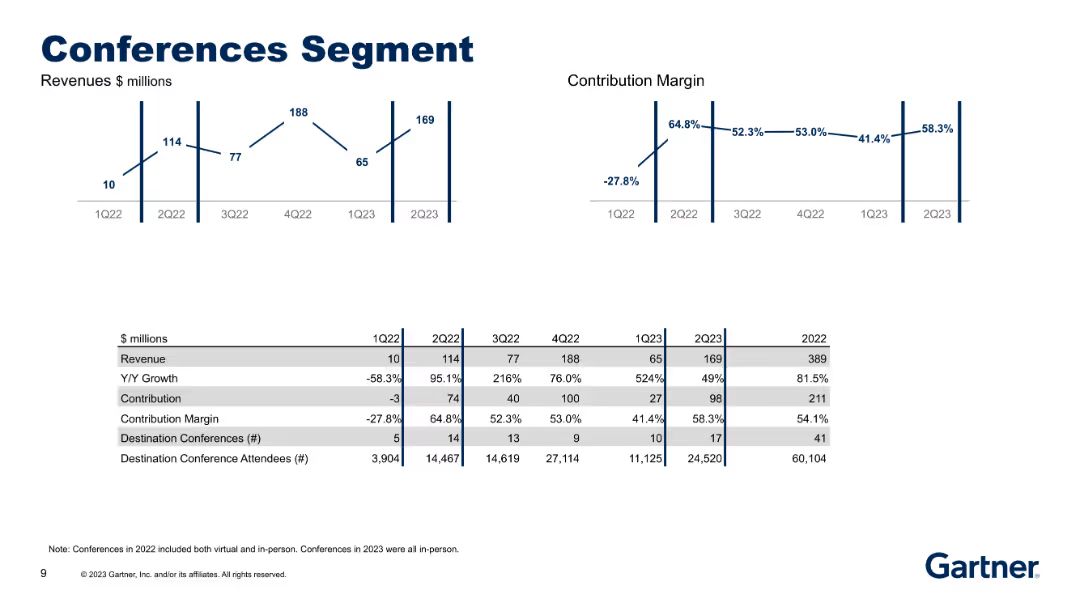 Conferences Segment
Revenues $ millions
10
114
77
188
65
169
1Q22 2Q22 3Q22 4Q22 1Q23 2Q23
Contribution Margin
-27.8%
64.8%
52.3%
53.0%
41.4%
58.3%
1Q22 2Q22 3Q22 4Q22 1Q23 2Q23
$ millions 1Q22 2Q22 3Q22 4Q22 1Q23 2Q23 2022
Revenue 10 114 77 188 65 169 389
Y/Y Growth -58.3% 95.1% 216% 76.0% 524% 49% 81.5%
Contribution -3 74 40 100 27 98 211
Contribution Margin -27.8% 64.8% 52.3% 53.0% 41.4% 58.3% 54.1%
Destination Conferences (#) 5 14 13 9 10 17 41
Destination Conference Attendees (#) 3,904 14,467 14,619 27,114 11,125 24,520 60,104
Note: Conferences in 2022 included both virtual and in-person. Conferences in 2023 were all in-person.
9 © 2023 Gartner, Inc. and/or its affiliates. All rights reserved.
Gartner®